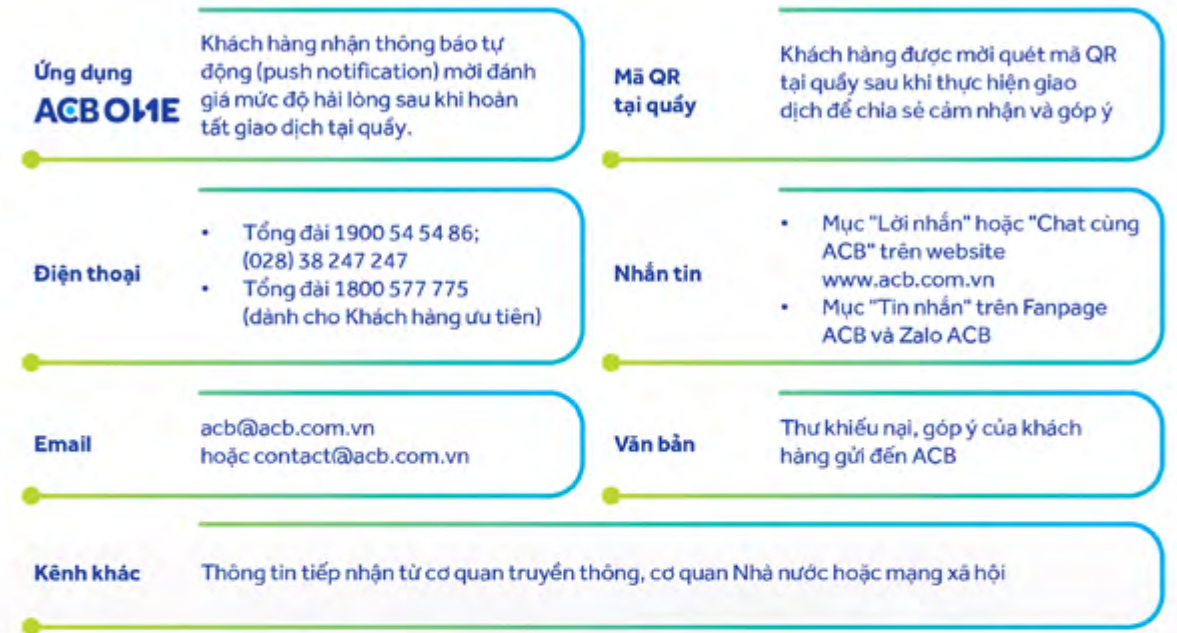 Ứng dụng
ACB ONE
Khách hàng nhận thông báo tự
động (push notification) mời đánh
giá mức độ hài lòng sau khi hoàn
tất giao dịch tại quầy.
Mã QR
tại quầy
Khách hàng được mời quét mã QR
tại quầy sau khi thực hiện giao
dịch để chia sẻ cảm nhận và góp ý
Điện thoại
• Tổng đài 1900 54 54 86;
(028) 38 247 247
• Tổng đài 1800 577 775
(dành cho Khách hàng ưu tiên)
Nhắn tin
• Mục "Lời nhắn" hoặc "Chat cùng
ACB" trên website
www.acb.com.vn
• Mục "Tin nhắn" trên Fanpage
ACB và Zalo ACB
Email
acb@acb.com.vn
hoặc contact@acb.com.vn
Văn bản
Thư khiếu nại, góp ý của khách
hàng gửi đến ACB
Kênh khác
Thông tin tiếp nhận từ cơ quan truyền thông, cơ quan Nhà nước hoặc mạng xã hội